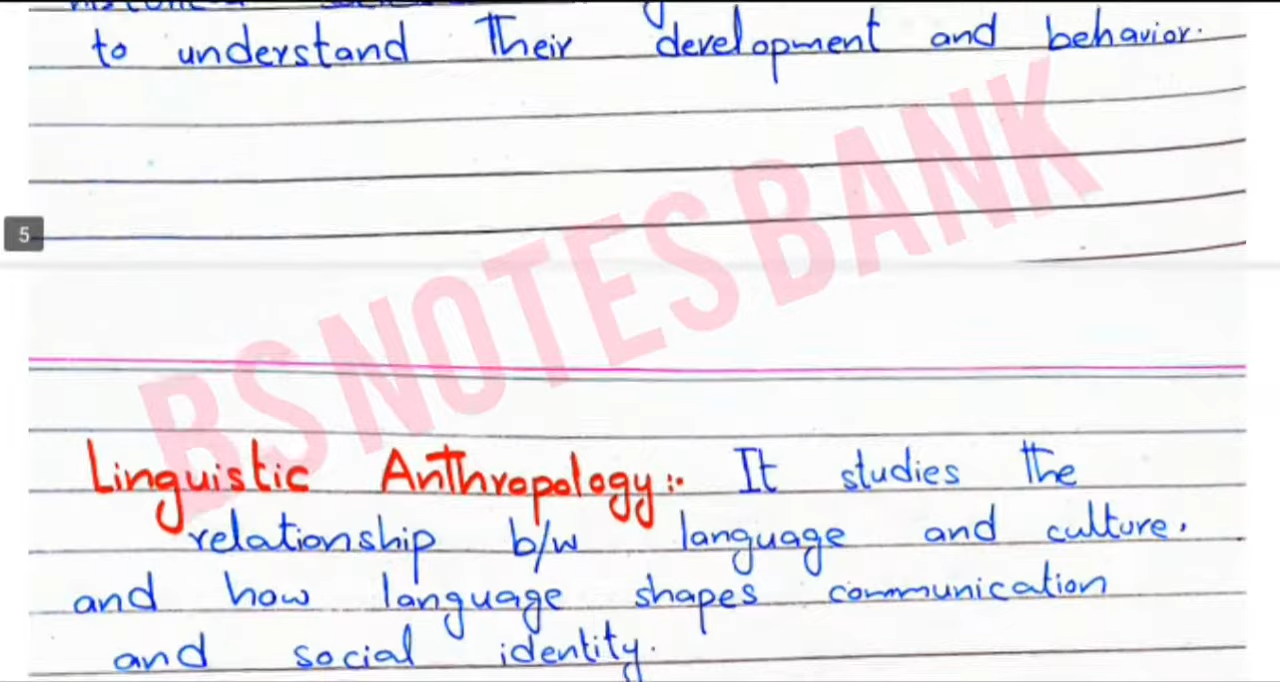 to understand Their development and behavior.
5
BSNOTESBANK
Linguistic Anthropology:- It studies the
relationship b/w language and culture,
and how language shapes communication
and social identity.